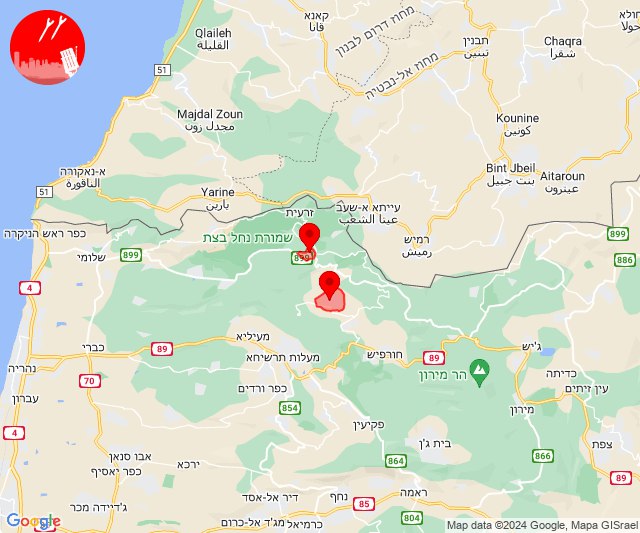 קאנא
قانا
מחוז דרום לבנון
חולא
حولا
Qlaileh
القليلة
תבנין
تبنين
Chaqra
شقرا
51
מחוז אל-נבטיה
Majdal Zoun
مجدل زون
Kounine
كونين
א-נאקורה
الناقورة
Bint Jbeil
بنت جبيل
Aitaroun
عيترون
51
Yarine
يارين
עייתא א-שעב
عيتا الشعب
זרעית
כפר ראש הניקרה
שמורת נחל בצת
רמיש
رميش
899
שלומי
899
899
886
4
מעיליא
89
כברי
ג'יש
מעלות תרשיחא
חורפיש
89
נהריה
70
הר מירון
כדיתה
עין זיתים
כפר ורדים
עברון
854
מירון
4
פקיעין
צפת
בית ג'ן
אבו סנאן
כפר יאסיף
ירכא
864
866
89
דיר אל-אסד
נחף
ראמה
ג'דיידה מכר
85
מג'ד אל-כרום
כרמיאל
804
Google
Map data ©2024 Google, Mapa GISrael